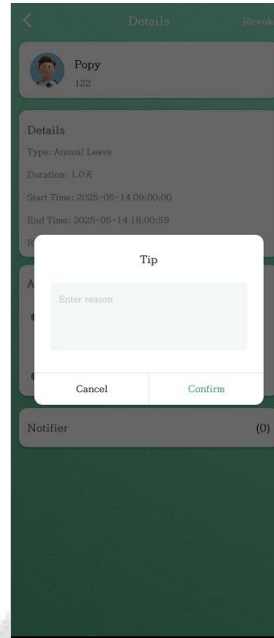 Details
Popy
122
Details
Type: Annual Leave
Duration: 1.0天
Start Time: 2025-05-14 09:00:00
End Time: 2025-05-14 18:00:59
R
Tip
A
Enter reason
Cancel Confirm
Notifier (0)